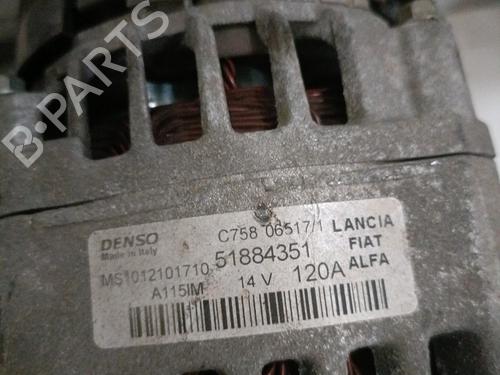 B-PARTS
DENSO
Made in Italy
C758 06517/1
LANCIA
MS1012101710
51884351
FIAT
A115IM
14 V
120A
ALFA